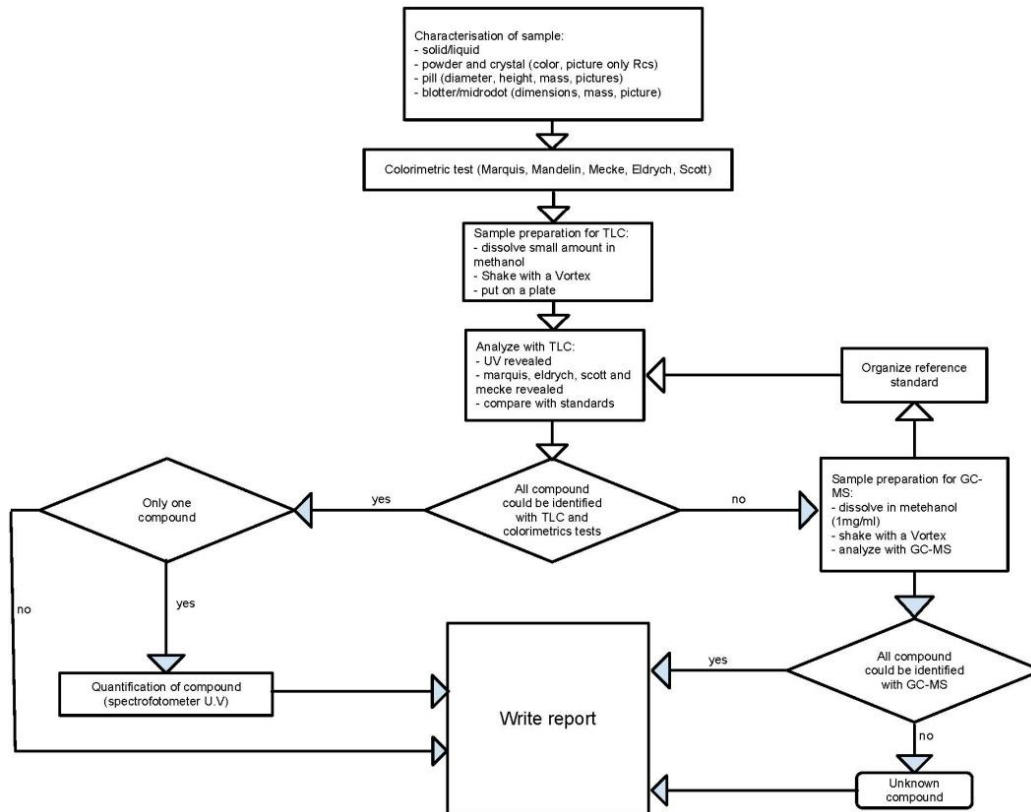 Characterisation of sample:
- solid/liquid
- powder and crystal (color, picture only Rcs)
- pill (diameter, height, mass, pictures)
- blotter/midrodot (dimensions, mass, picture)
Colorimetric test (Marquis, Mandelin, Mecke, Eldrych, Scott)
Sample preparation for TLC:
- dissolve small amount in
methanol
- Shake with a Vortex
- put on a plate
Analyze with TLC:
- UV revealed
- marquis, eldrych, scott and
mecke revealed
- compare with standards
Organize reference
standard
All compound
could be identified
with TLC and
colorimetrics tests
yes
no
Only one
compound
Sample preparation for GC-
MS:
- dissolve in metehanol
(1mg/ml)
- shake with a Vortex
- analyze with GC-MS
no
yes
Quantification of compound
(spectrofotometer U.V)
Write report
yes
All compound
could be identified
with GC-MS
no
Unknown
compound